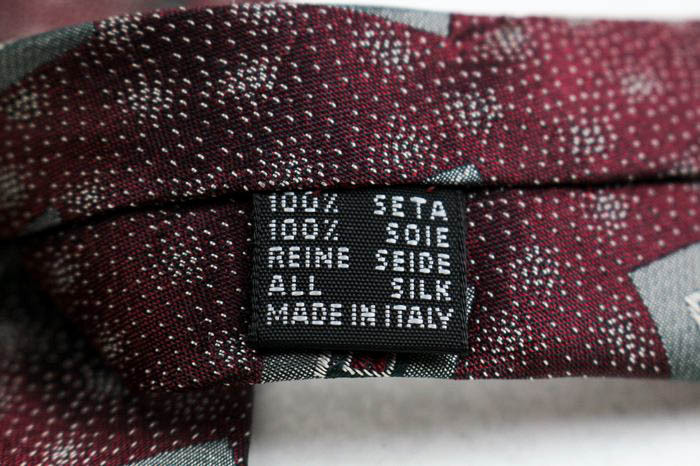 100% SETA
100% SOIE
REINE SEIDE
ALL SILK
MADE IN ITALY